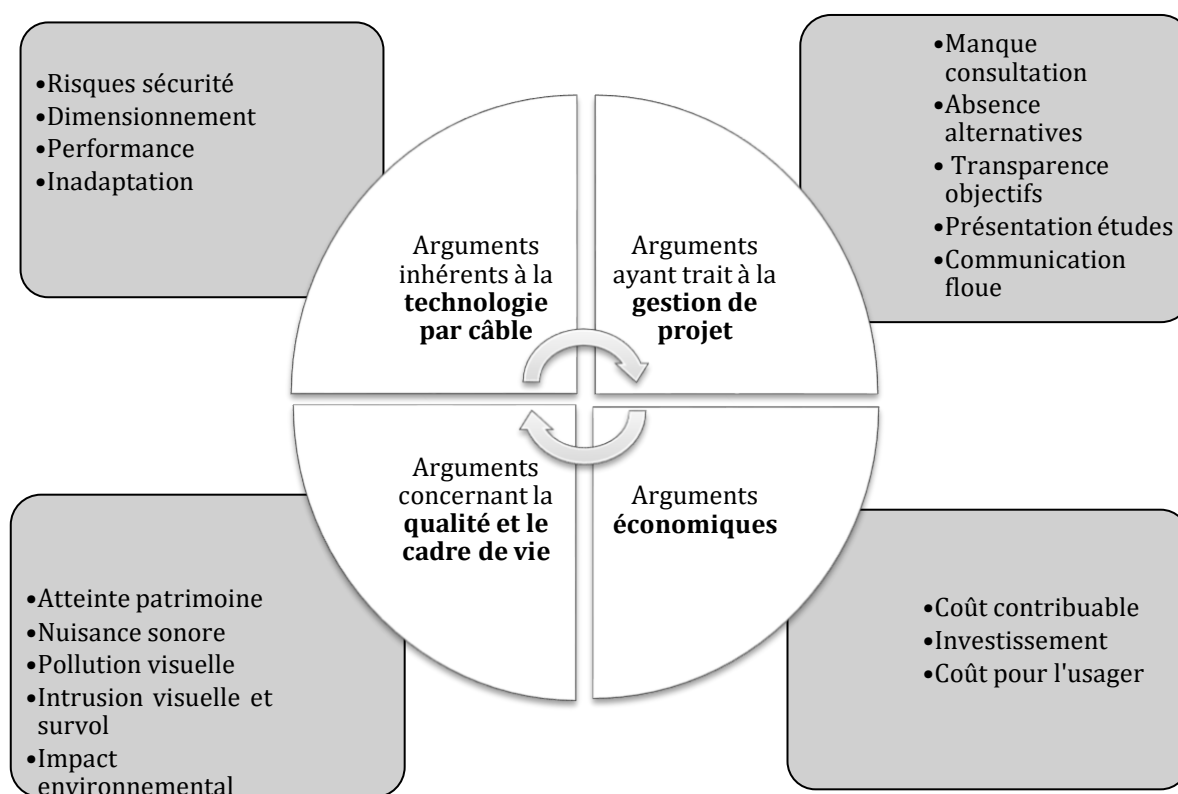 •Risques sécurité
•Dimensionnement
•Performance
•Inadaptation
•Manque
consultation
•Absence
alternatives
• Transparence
objectifs
•Présentation études
•Communication
floue
Arguments
inhérents à la
technologie
par câble
Arguments
ayant trait à la
gestion de
projet
Arguments
concernant la
qualité et le
cadre de vie
Arguments
économiques
•Atteinte patrimoine
•Nuisance sonore
•Pollution visuelle
•Intrusion visuelle et
survol
•Impact
environnemental
•Coût contribuable
•Investissement
•Coût pour l'usager